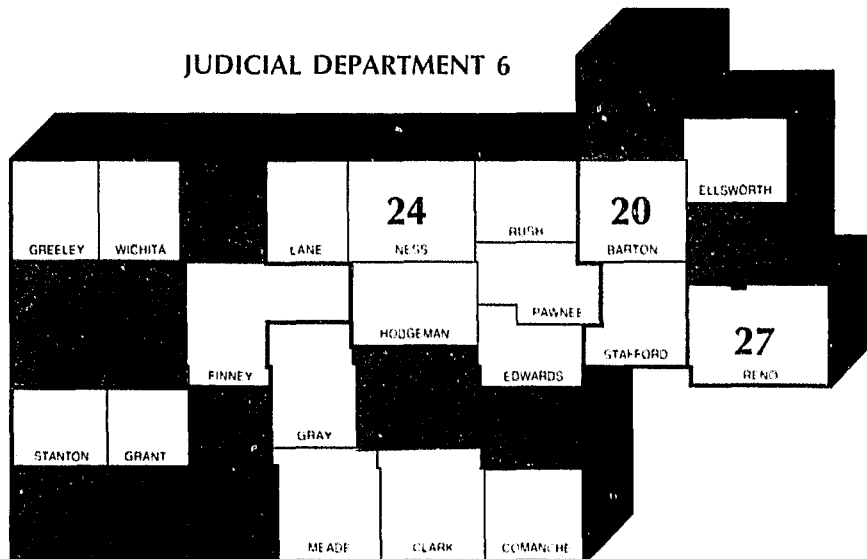 JUDICIAL DEPARTMENT 6
ELLSWORTH
24
20
GREELEY WICHITA LANE NESS RUSH BARTON
HODGEMAN PAWNEE
27
FINNEY EDWARDS STAFFORD RENO
GRAY
STANTON GRANT
MEADE CLARK COMANCHE